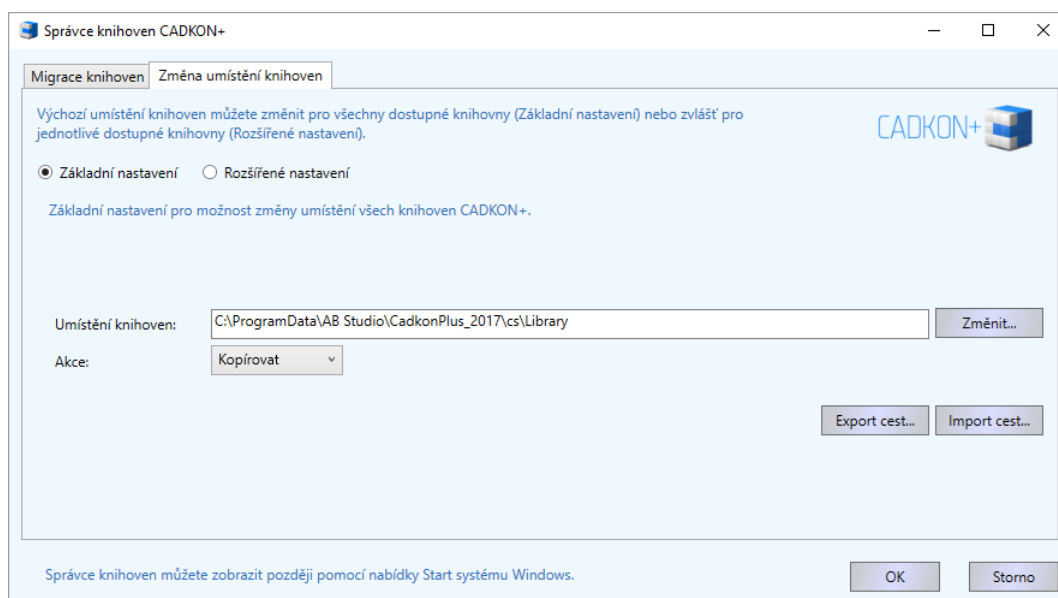 Správce knihoven CADKON+
Migrace knihoven
Změna umístění knihoven
Výchozí umístění knihoven můžete změnit pro všechny dostupné knihovny (Základní nastavení) nebo zvlášť pro
jednotlivé dostupné knihovny (Rozšířené nastavení).
CADKON+
Základní nastavení
Rozšířené nastavení
Základní nastavení pro možnost změny umístění všech knihoven CADKON+.
Umístění knihoven:
C:\ProgramData\AB Studio\CadkonPlus_2017\cs\Library
Změnit...
Akce:
Kopírovat
Export cest...
Import cest...
Správce knihoven můžete zobrazit později pomocí nabídky Start systému Windows.
OK
Storno